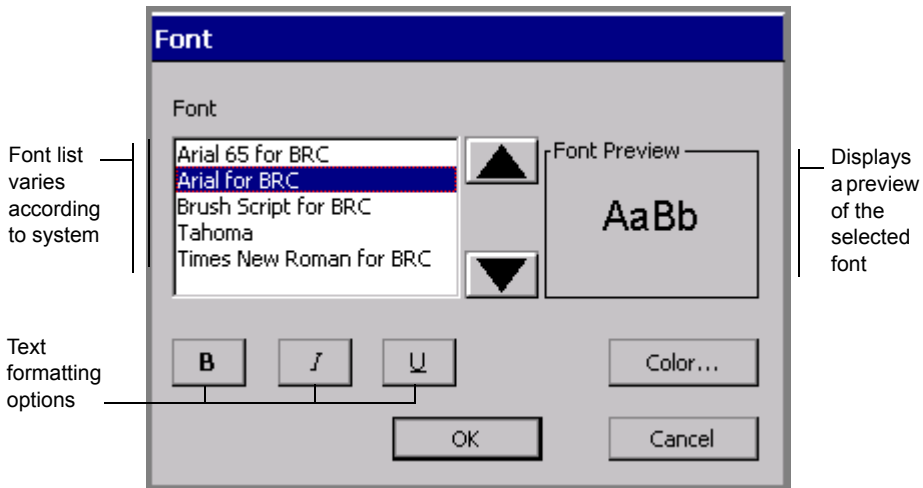 Font
Font
Arial 65 for BRC
Arial for BRC
Brush Script for BRC
Tahoma
Times New Roman for BRC
Font Preview
AaBb
B
I
U
Color...
OK
Cancel
Font list
varies
according
to system
Text
formatting
options
Displays
a preview
of the
selected
font